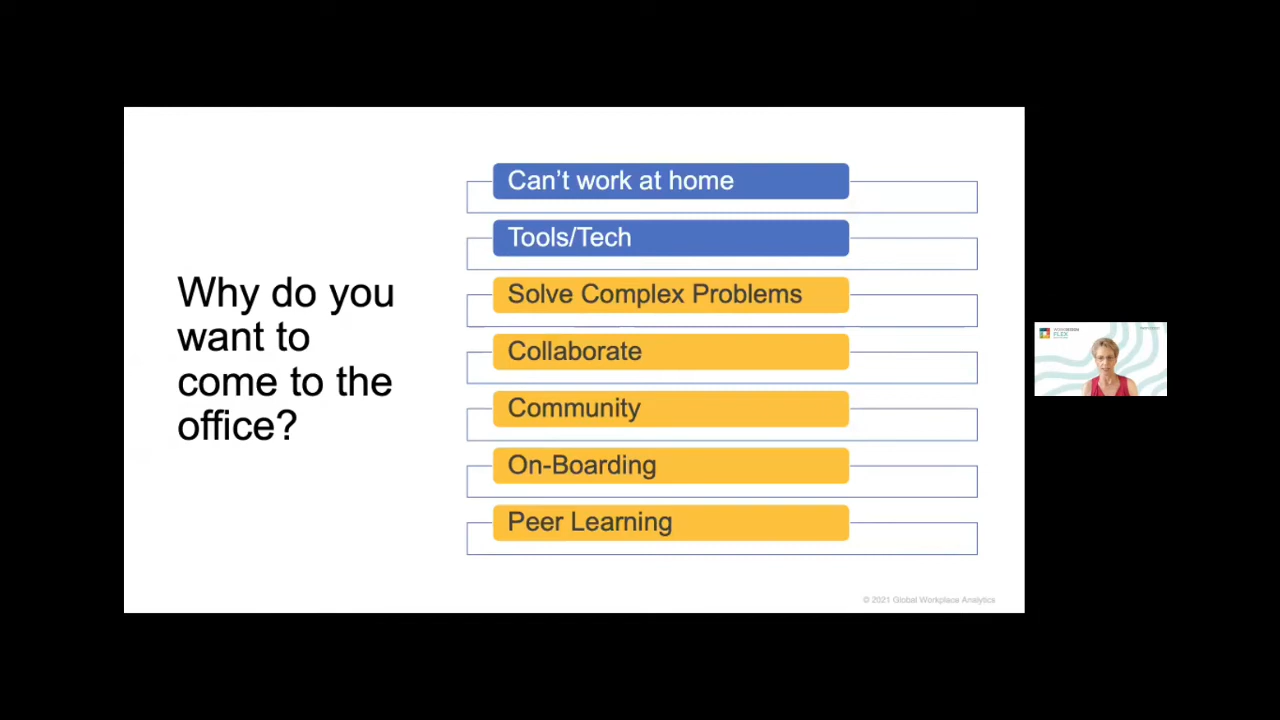 Why do you
want to
come to the
office?
Can't work at home
Tools/Tech
Solve Complex Problems
Collaborate
Community
On-Boarding
Peer Learning
© 2021 Global Workplace Analytics
FLEX